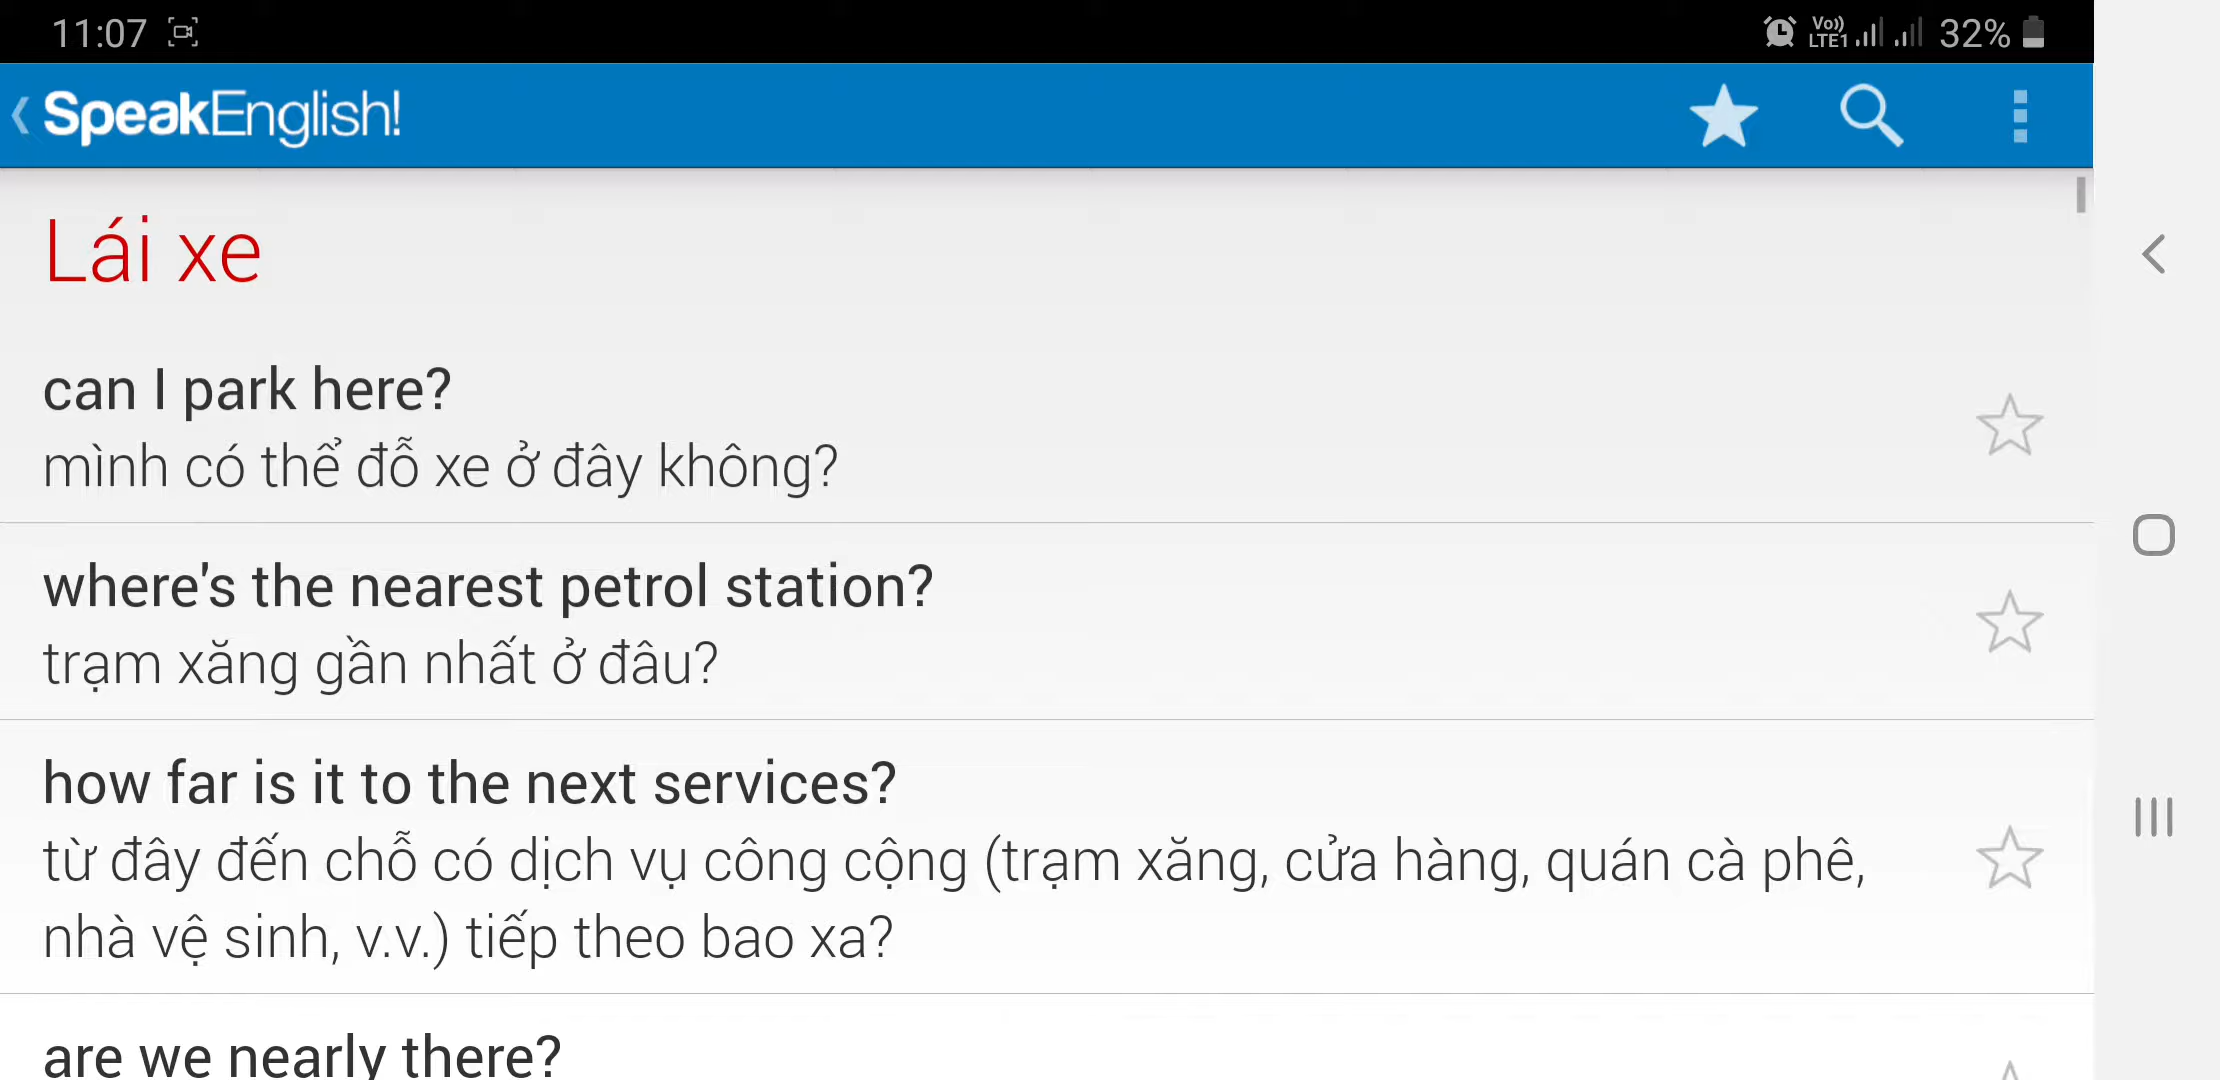 11:07
Vo)) LTE1 32%
SpeakEnglish!
Lái xe
can I park here?
mình có thể đỗ xe ở đây không?
where's the nearest petrol station?
trạm xăng gần nhất ở đâu?
how far is it to the next services?
từ đây đến chỗ có dịch vụ công cộng (trạm xăng, cửa hàng, quán cà phê,
nhà vệ sinh, v.v.) tiếp theo bao xa?
are we nearly there?